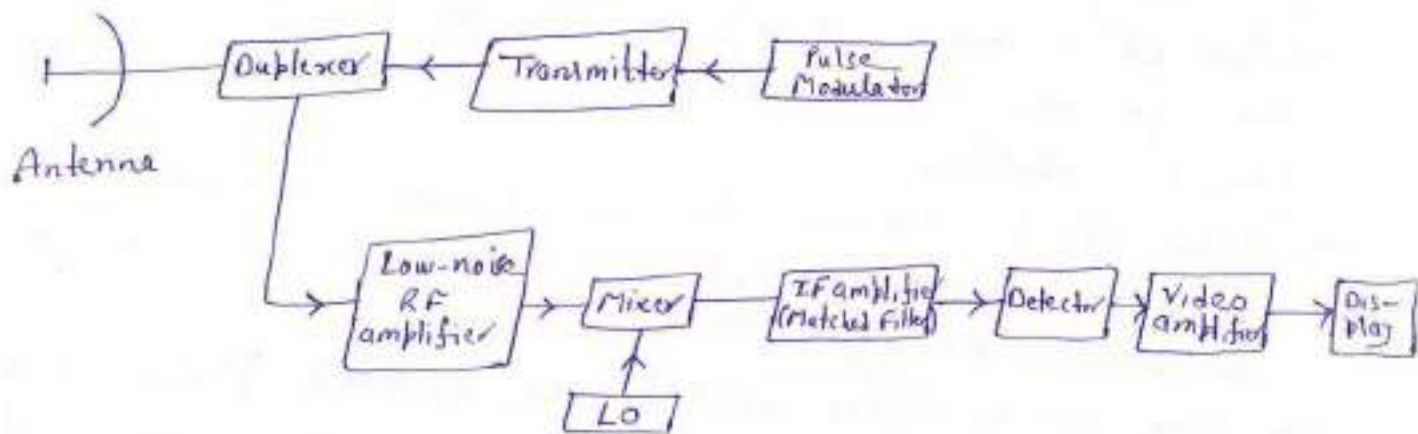 Duplexer
Transmitter
Pulse
Modulator
Antenna
Low-noise
RF
amplifier
Mixer
LO
IF amplifier
(Matched Filter)
Detector
Video
amplifier
Dis-
play